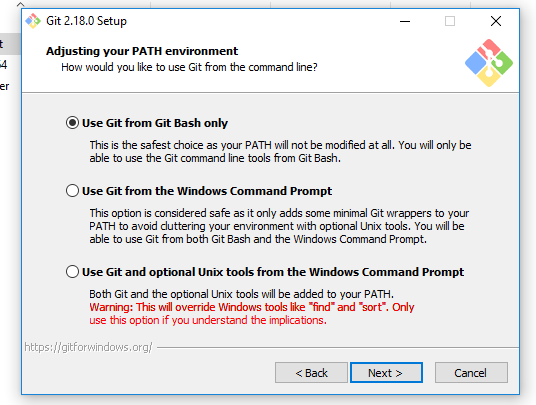 Git 2.18.0 Setup
Adjusting your PATH environment
How would you like to use Git from the command line?
Use Git from Git Bash only
This is the safest choice as your PATH will not be modified at all. You will only be
able to use the Git command line tools from Git Bash.
Use Git from the Windows Command Prompt
This option is considered safe as it only adds some minimal Git wrappers to your
PATH to avoid cluttering your environment with optional Unix tools. You will be
able to use Git from both Git Bash and the Windows Command Prompt.
Use Git and optional Unix tools from the Windows Command Prompt
Both Git and the optional Unix tools will be added to your PATH.
Warning: This will override Windows tools like "find" and "sort". Only
use this option if you understand the implications.
https://gitforwindows.org/
< Back
Next >
Cancel